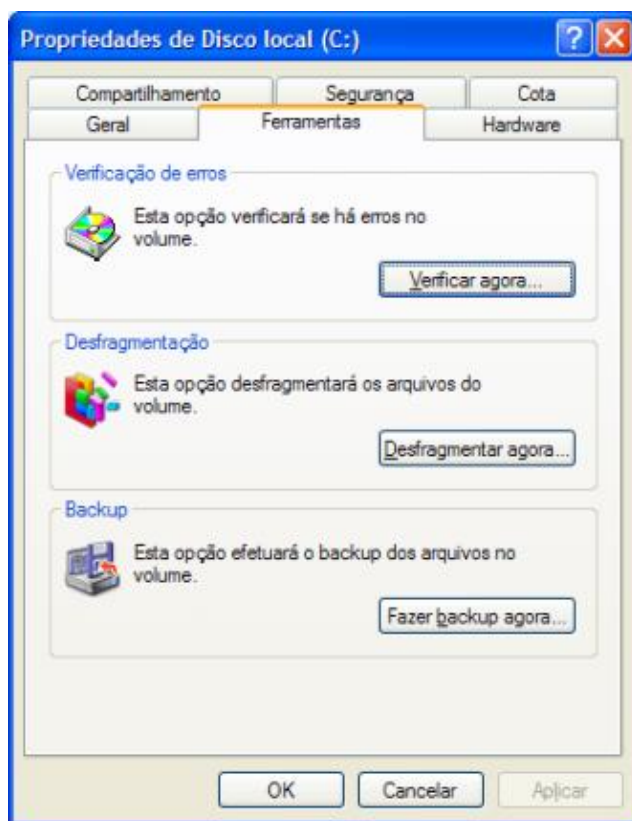 Propriedades de Disco local (C:)
Compartilhamento Segurança Cota
Geral Ferramentas Hardware
Verificação de erros
Esta opção verificará se há erros no
volume.
Verificar agora...
Desfragmentação
Esta opção desfragmentará os arquivos do
volume.
Desfragmentar agora...
Backup
Esta opção efetuará o backup dos arquivos no
volume.
Fazer backup agora...
OK Cancelar Aplicar